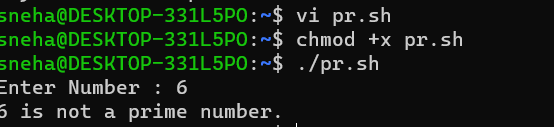 sneha@DESKTOP-331L5PO:~$ vi pr.sh
sneha@DESKTOP-331L5PO:~$ chmod +x pr.sh
sneha@DESKTOP-331L5PO:~$ ./pr.sh
Enter Number : 6
6 is not a prime number.